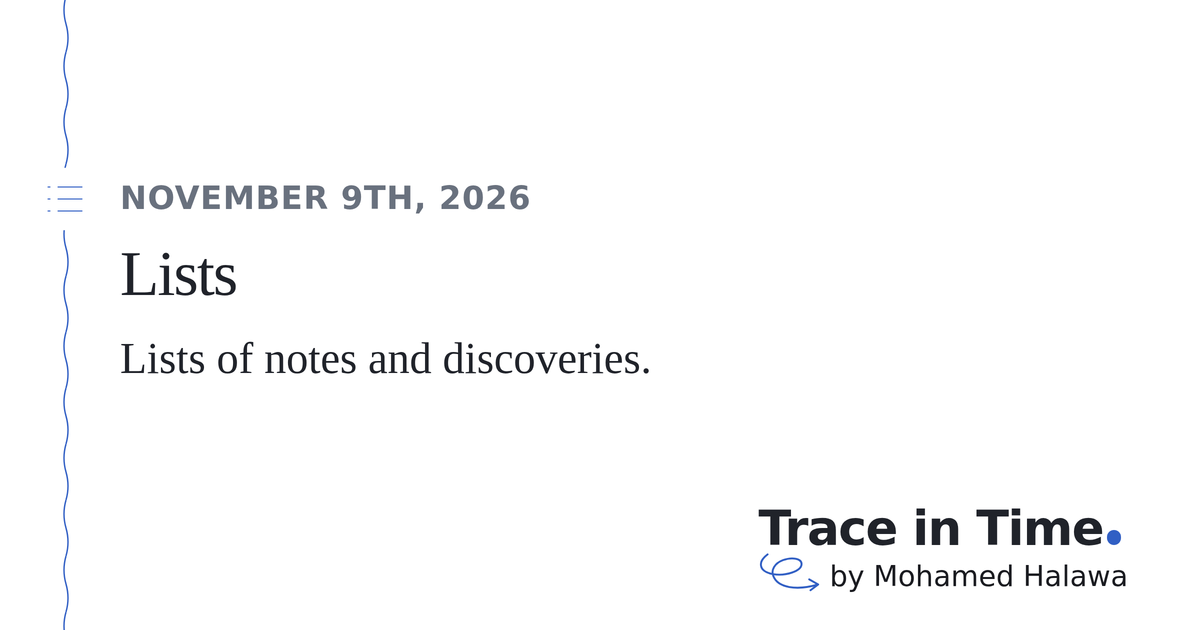 NOVEMBER 9TH, 2026
Lists
Lists of notes and discoveries.
Trace in Time.
by Mohamed Halawa